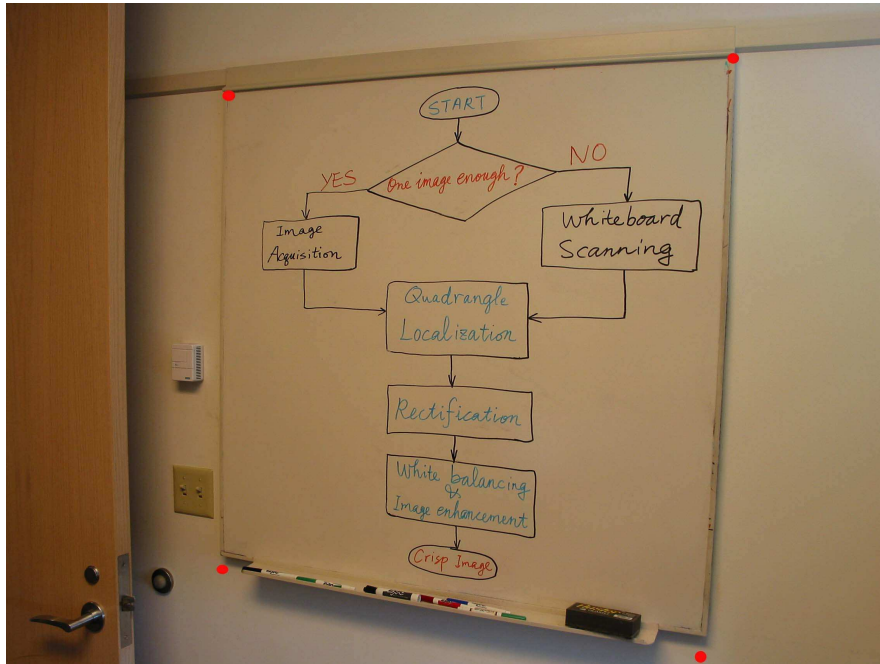 START
One image enough?
YES
NO
Image
Acquisition
Whiteboard
Scanning
Quadrangle
Localization
Rectification
White balancing
&
Image enhancement
Crisp Image